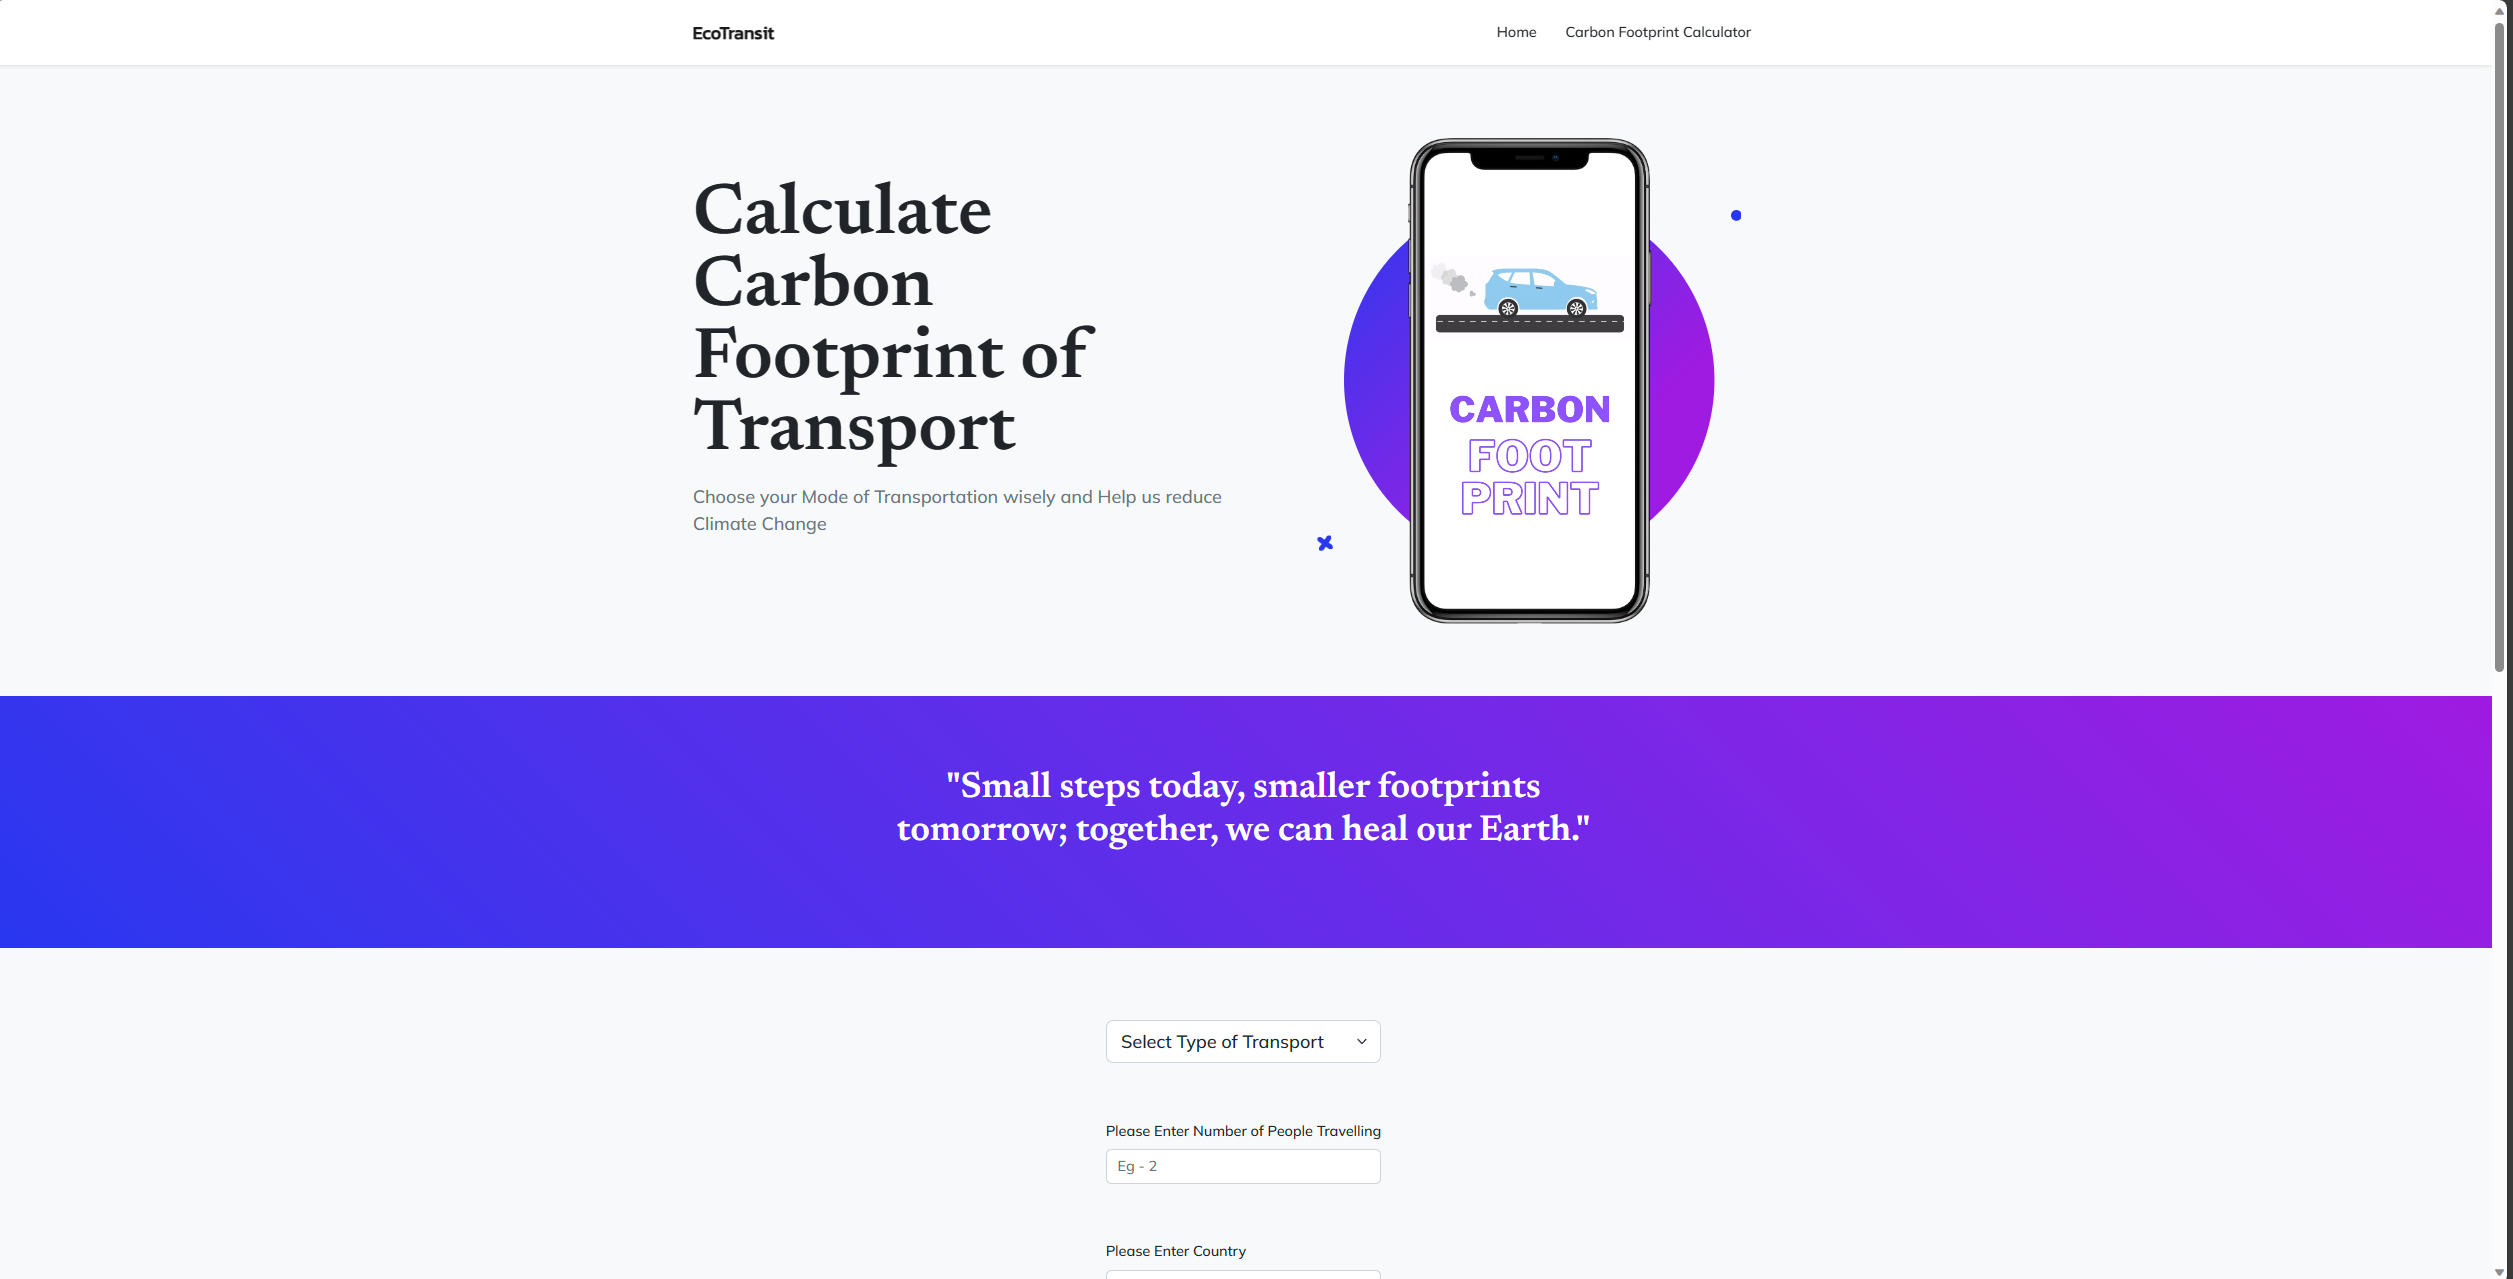 EcoTransit
Home
Carbon Footprint Calculator
Calculate
Carbon
Footprint of
Transport
Choose your Mode of Transportation wisely and Help us reduce
Climate Change
CARBON
FOOT
PRINT
"Small steps today, smaller footprints
tomorrow; together, we can heal our Earth."
Select Type of Transport
Please Enter Number of People Travelling
Eg - 2
Please Enter Country